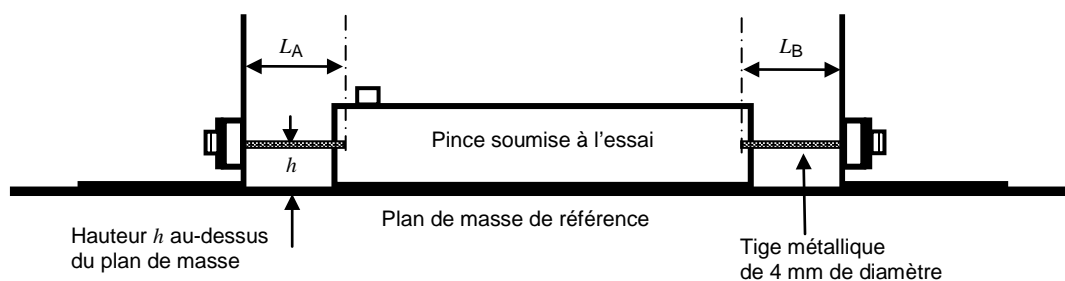 LA
LB
Pince soumise à l'essai
h
Plan de masse de référence
Hauteur h au-dessus
du plan de masse
Tige métallique
de 4 mm de diamètre